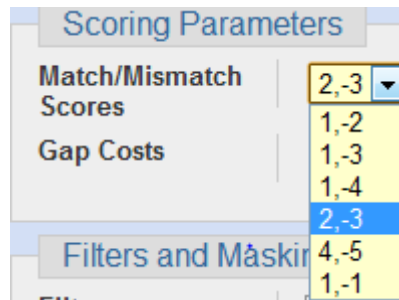 Scoring Parameters
Match/Mismatch
Scores
2,-3
Gap Costs
1,-2
1,-3
1,-4
2,-3
4,-5
1,-1
Filters and Maskin